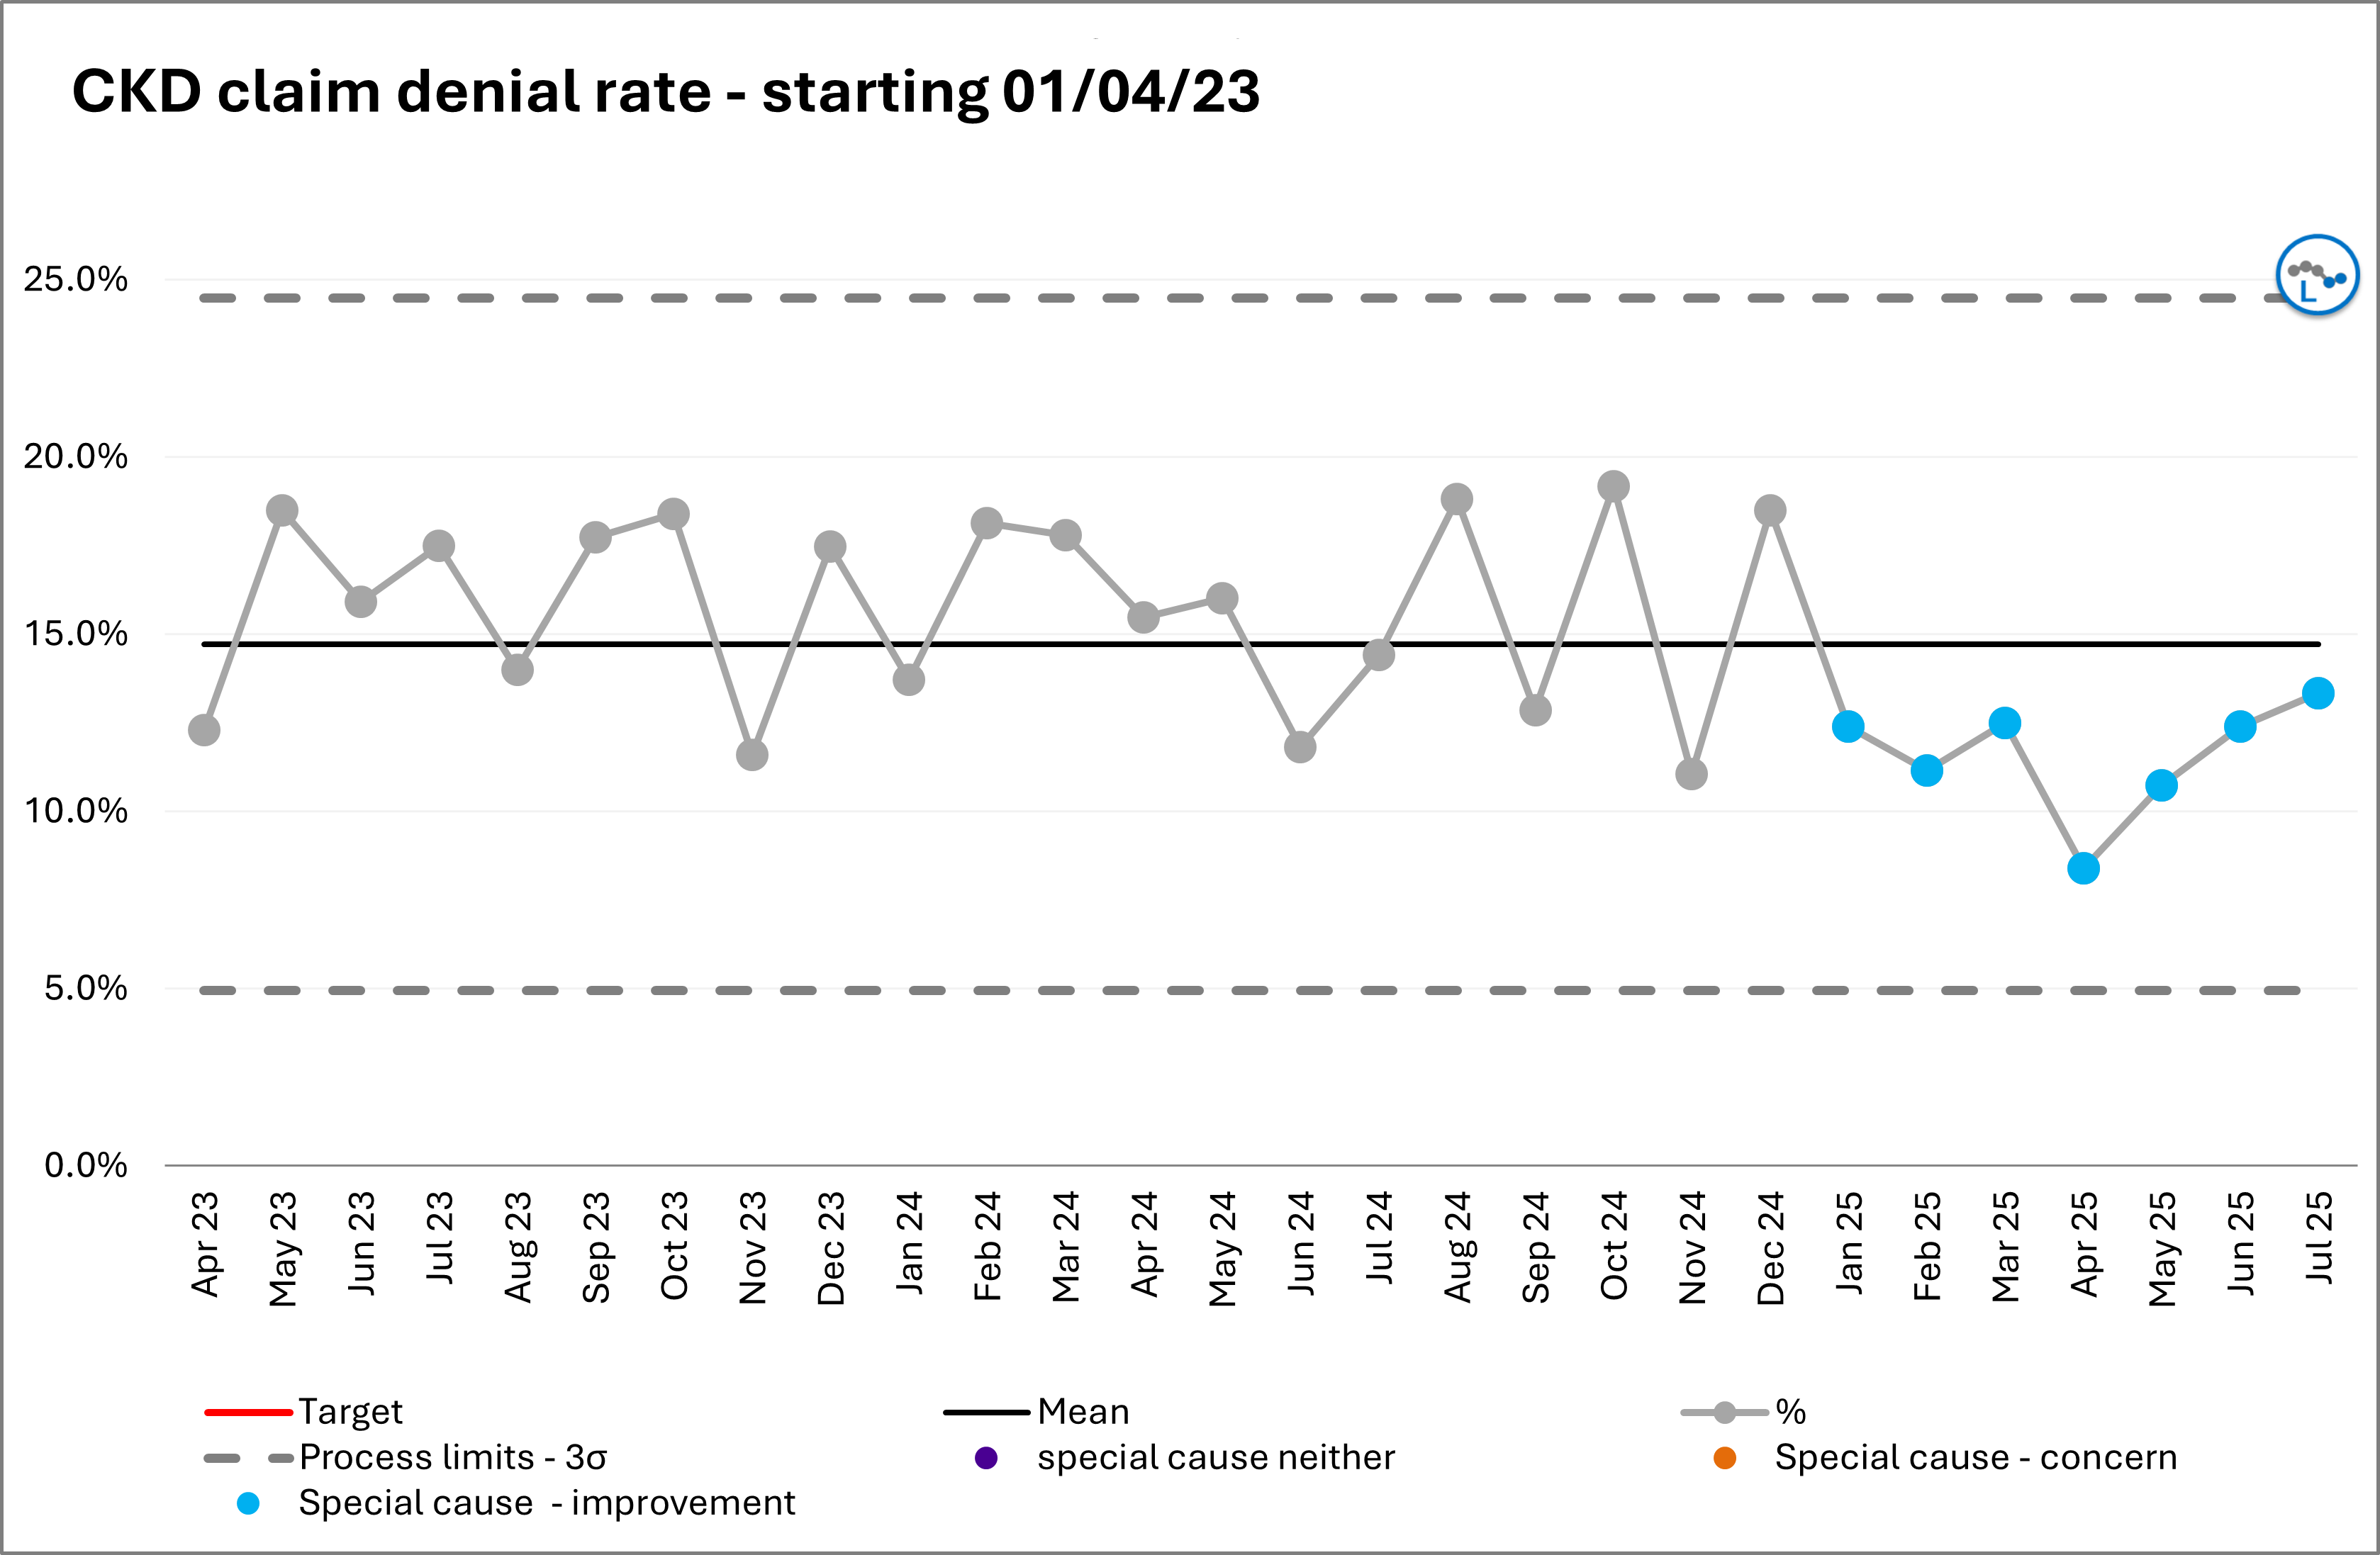 CKD claim denial rate - starting 01/04/23
25.0%
L
20.0%
15.0%
10.0%
5.0%
0.0%
Apr 23 May 23 Jun 23 Jul 23 Aug 23 Sep 23 Oct 23 Nov 23 Dec 23 Jan 24 Feb 24 Mar 24 Apr 24 May 24 Jun 24 Jul 24 Aug 24 Sep 24 Oct 24 Nov 24 Dec 24 Jan 25 Feb 25 Mar 25 Apr 25 May 25 Jun 25 Jul 25
Target Mean %
Process limits - 3σ special cause neither Special cause - concern
Special cause - improvement